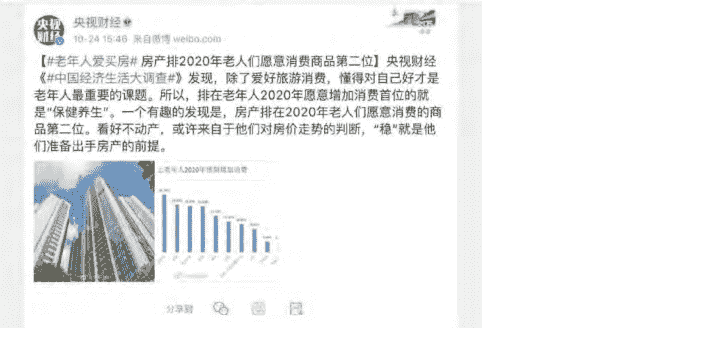 央视财经
10-24 15:46 来自微博 weibo.com
【#老年人爱买房# 房产排2020年老人们愿意消费商品第二位】央视财经
《#中国经济生活大调查#》发现，除了爱好旅游消费，懂得对自己好才是
老年人最重要的课题。所以，排在老年人2020年愿意增加消费首位的就
是“保健养生”。一个有趣的发现是，房产排在2020年老人们愿意消费的商
品第二位。看好不动产，或许来自于他们对房价走势的判断，“稳”就是他
们准备出手房产的前提。
老年人2020年预期增加消费
分享到